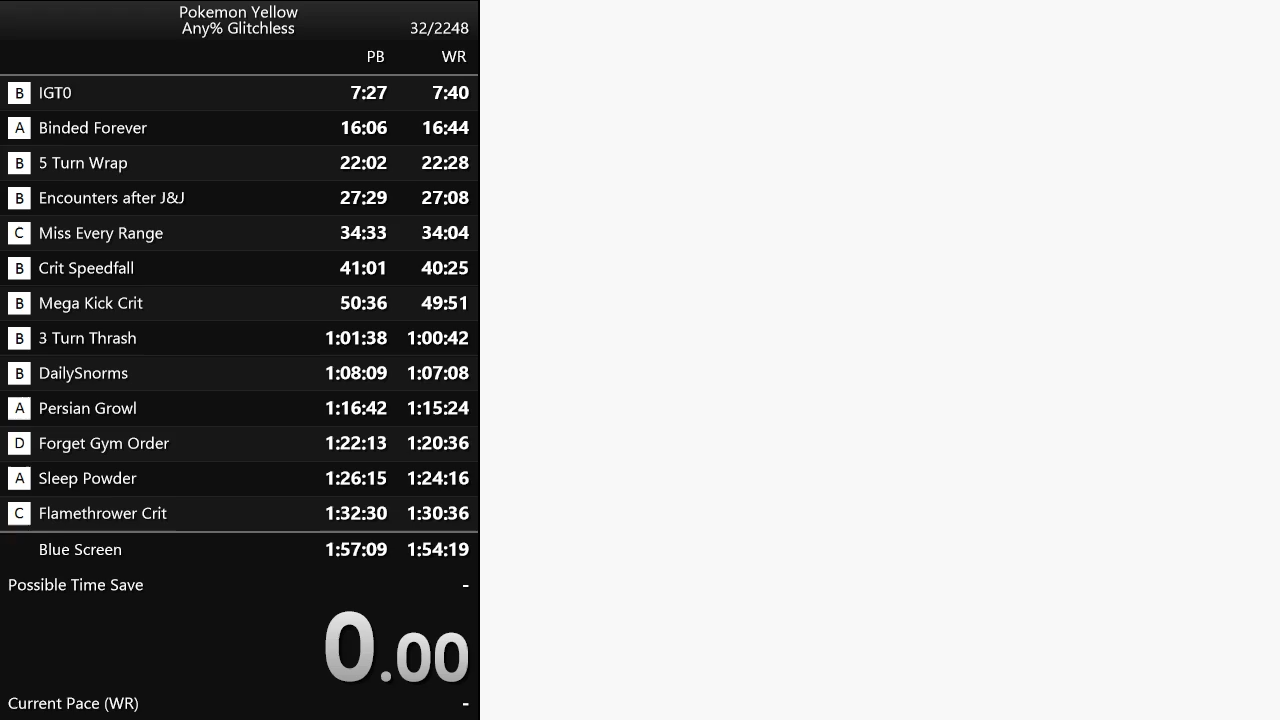 Pokemon Yellow
Any% Glitchless
32/2248
PB WR
B IGT0 7:27 7:40
A Binded Forever 16:06 16:44
B 5 Turn Wrap 22:02 22:28
B Encounters after J&J 27:29 27:08
C Miss Every Range 34:33 34:04
B Crit Speedfall 41:01 40:25
B Mega Kick Crit 50:36 49:51
B 3 Turn Thrash 1:01:38 1:00:42
B DailySnorms 1:08:09 1:07:08
A Persian Growl 1:16:42 1:15:24
D Forget Gym Order 1:22:13 1:20:36
A Sleep Powder 1:26:15 1:24:16
C Flamethrower Crit 1:32:30 1:30:36
Blue Screen 1:57:09 1:54:19
Possible Time Save -
0.00
Current Pace (WR) -